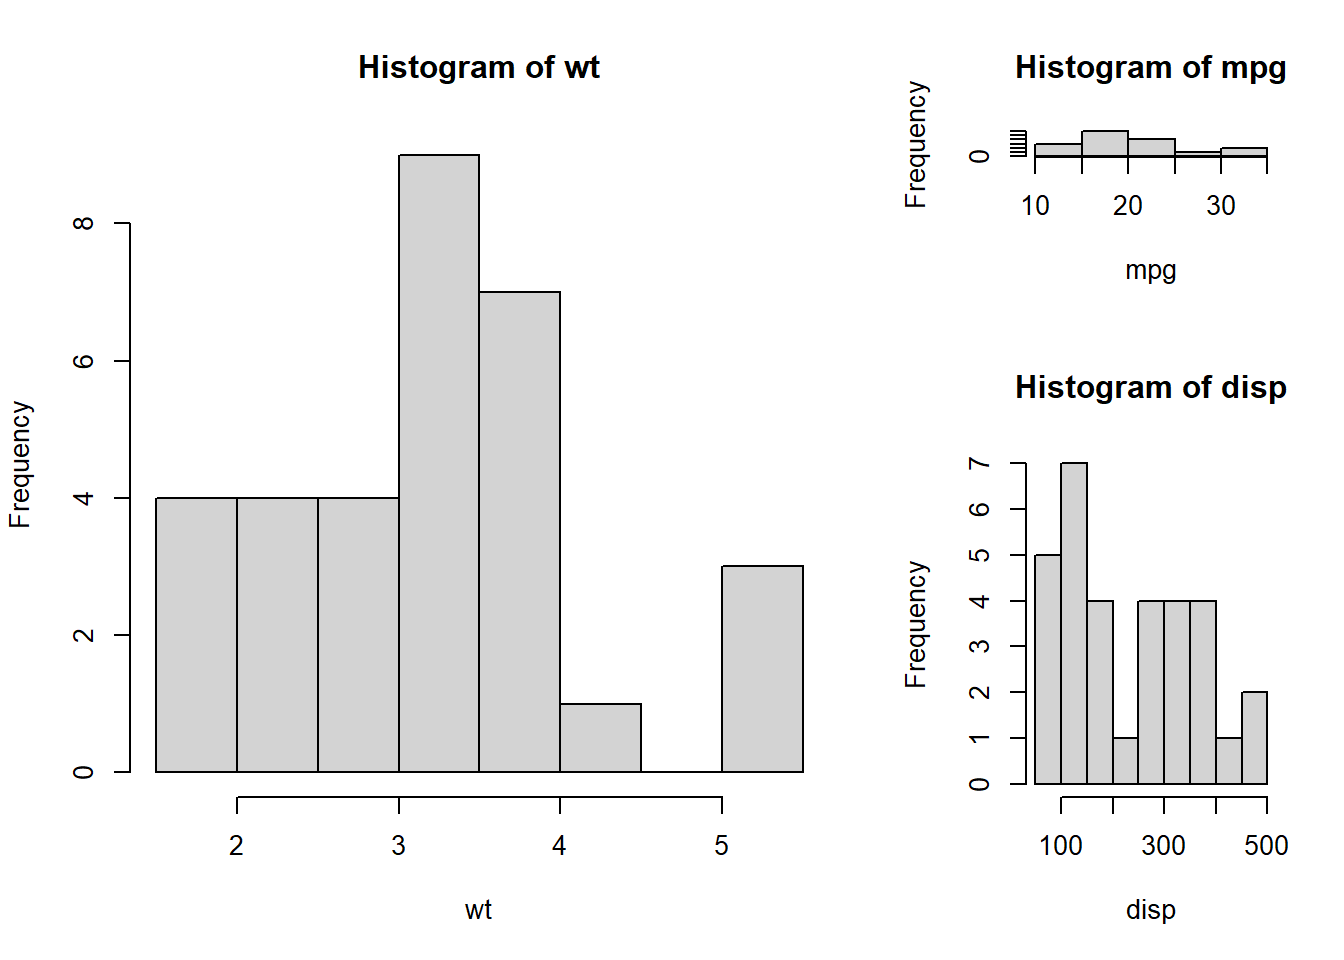 Histogram of wt
Frequency
8
6
4
2
0
2 3 4 5
wt
Histogram of mpg
Frequency
0
10 20 30
mpg
Histogram of disp
Frequency
7
6
5
4
3
2
1
0
100 300 500
disp